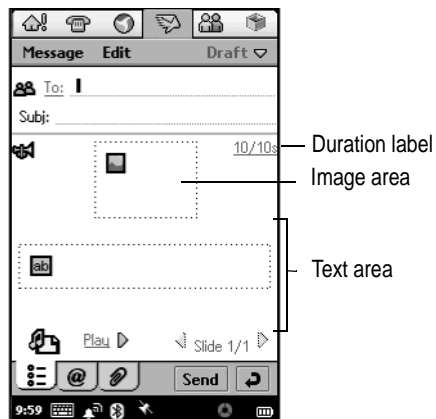 Message Edit Draft
To:
Subj:
10/10s Duration label
Image area
ab
Text area
Play Slide 1/1
@ Send
9:59